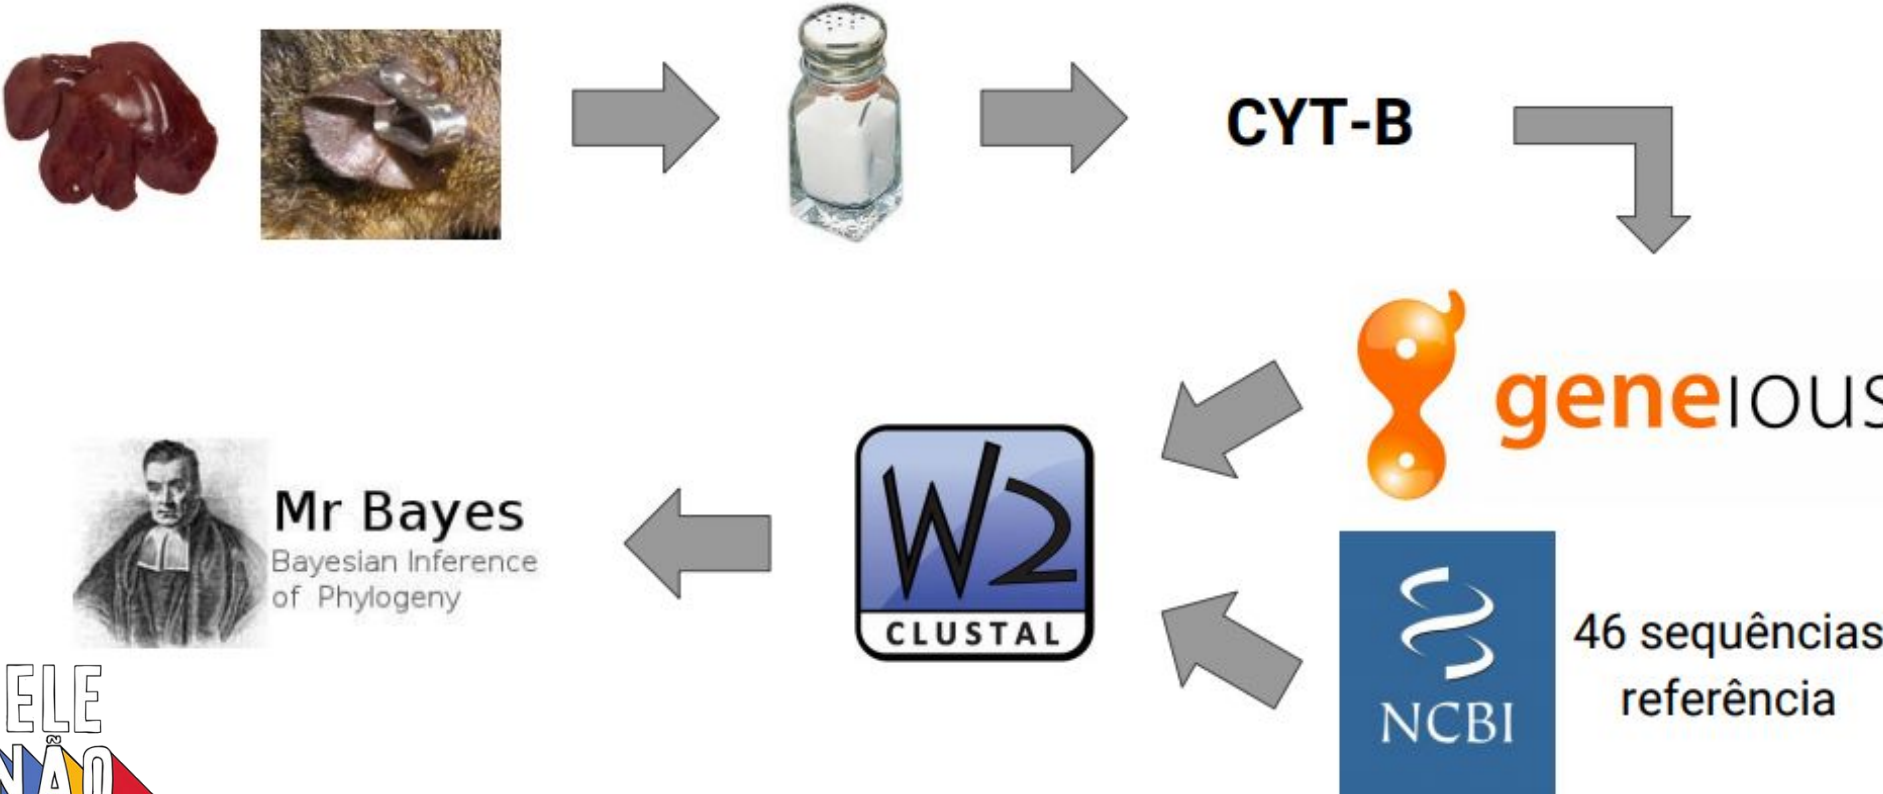 CYT-B
geneious
Mr Bayes
Bayesian Inference
of Phylogeny
W2
CLUSTAL
NCBI
46 sequências
referência
ELE
NÃO